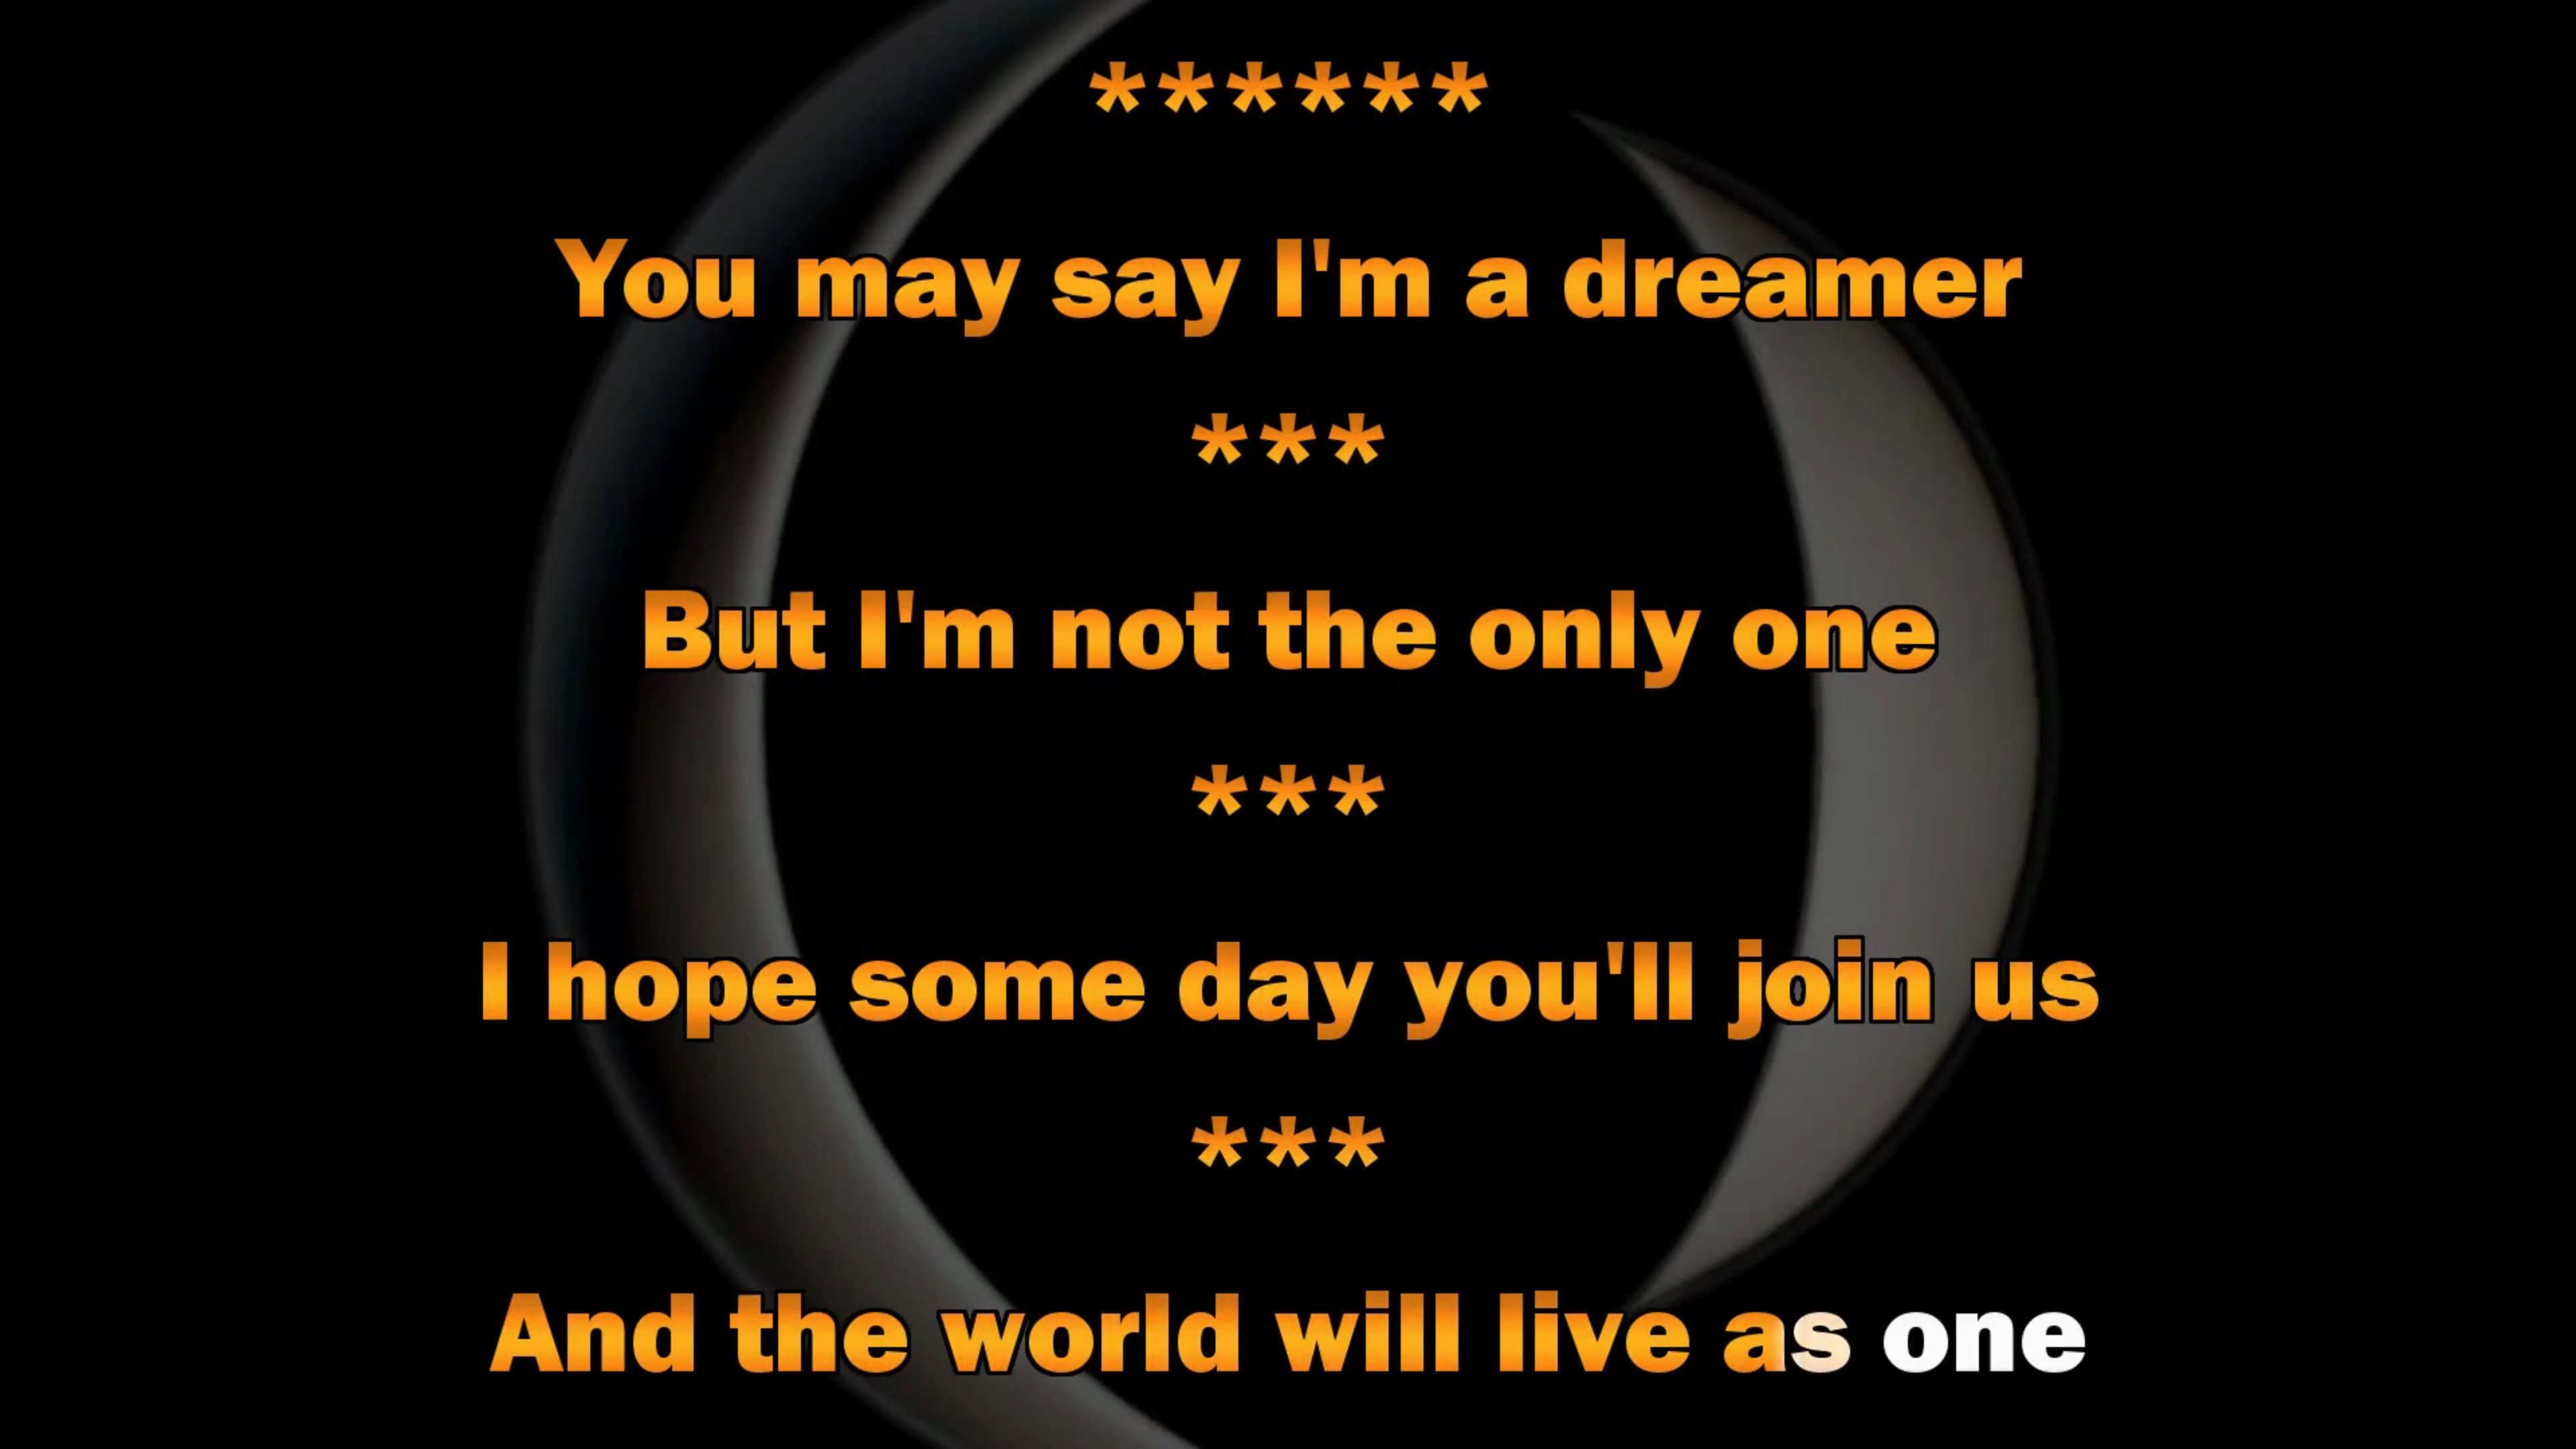 ******
You may say I'm a dreamer
***
But I'm not the only one
***
I hope some day you'll join us
***
And the world will live as one